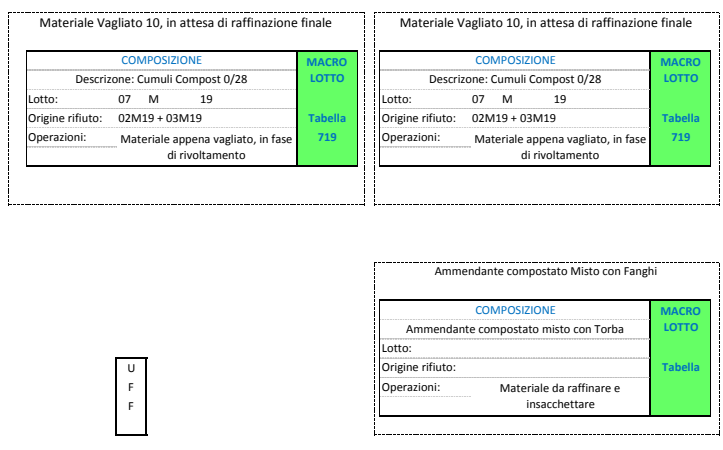 Materiale Vagliato 10, in attesa di raffinazione finale
COMPOSIZIONE
MACRO
Descrizone: Cumuli Compost 0/28
LOTTO
Lotto: 07 M 19
Origine rifiuto: 02M19 + 03M19
Tabella
Operazioni: Materiale appena vagliato, in fase
719
di rivoltamento
Materiale Vagliato 10, in attesa di raffinazione finale
COMPOSIZIONE
MACRO
Descrizone: Cumuli Compost 0/28
LOTTO
Lotto: 07 M 19
Origine rifiuto: 02M19 + 03M19
Tabella
Operazioni: Materiale appena vagliato, in fase
719
di rivoltamento
Ammendante compostato Misto con Fanghi
COMPOSIZIONE
MACRO
Ammendante compostato misto con Torba
LOTTO
Lotto:
Origine rifiuto:
Tabella
Operazioni: Materiale da raffinare e
insacchettare
U
F
F